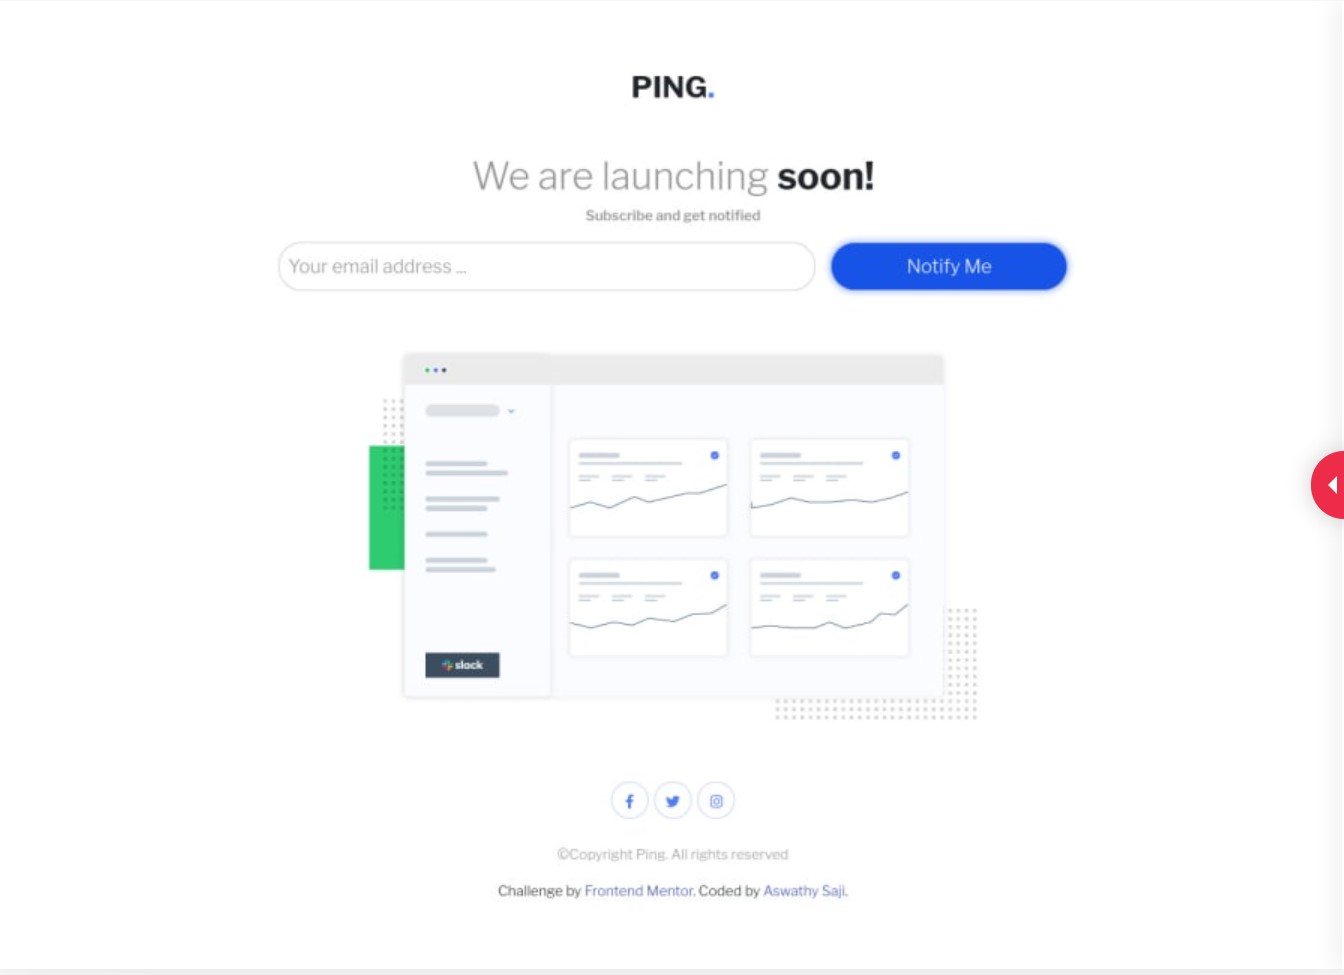 PING.
We are launching soon!
Subscribe and get notified
Your email address ...
Notify Me
slack
©Copyright Ping. All rights reserved
Challenge by Frontend Mentor. Coded by Aswathy Saji.